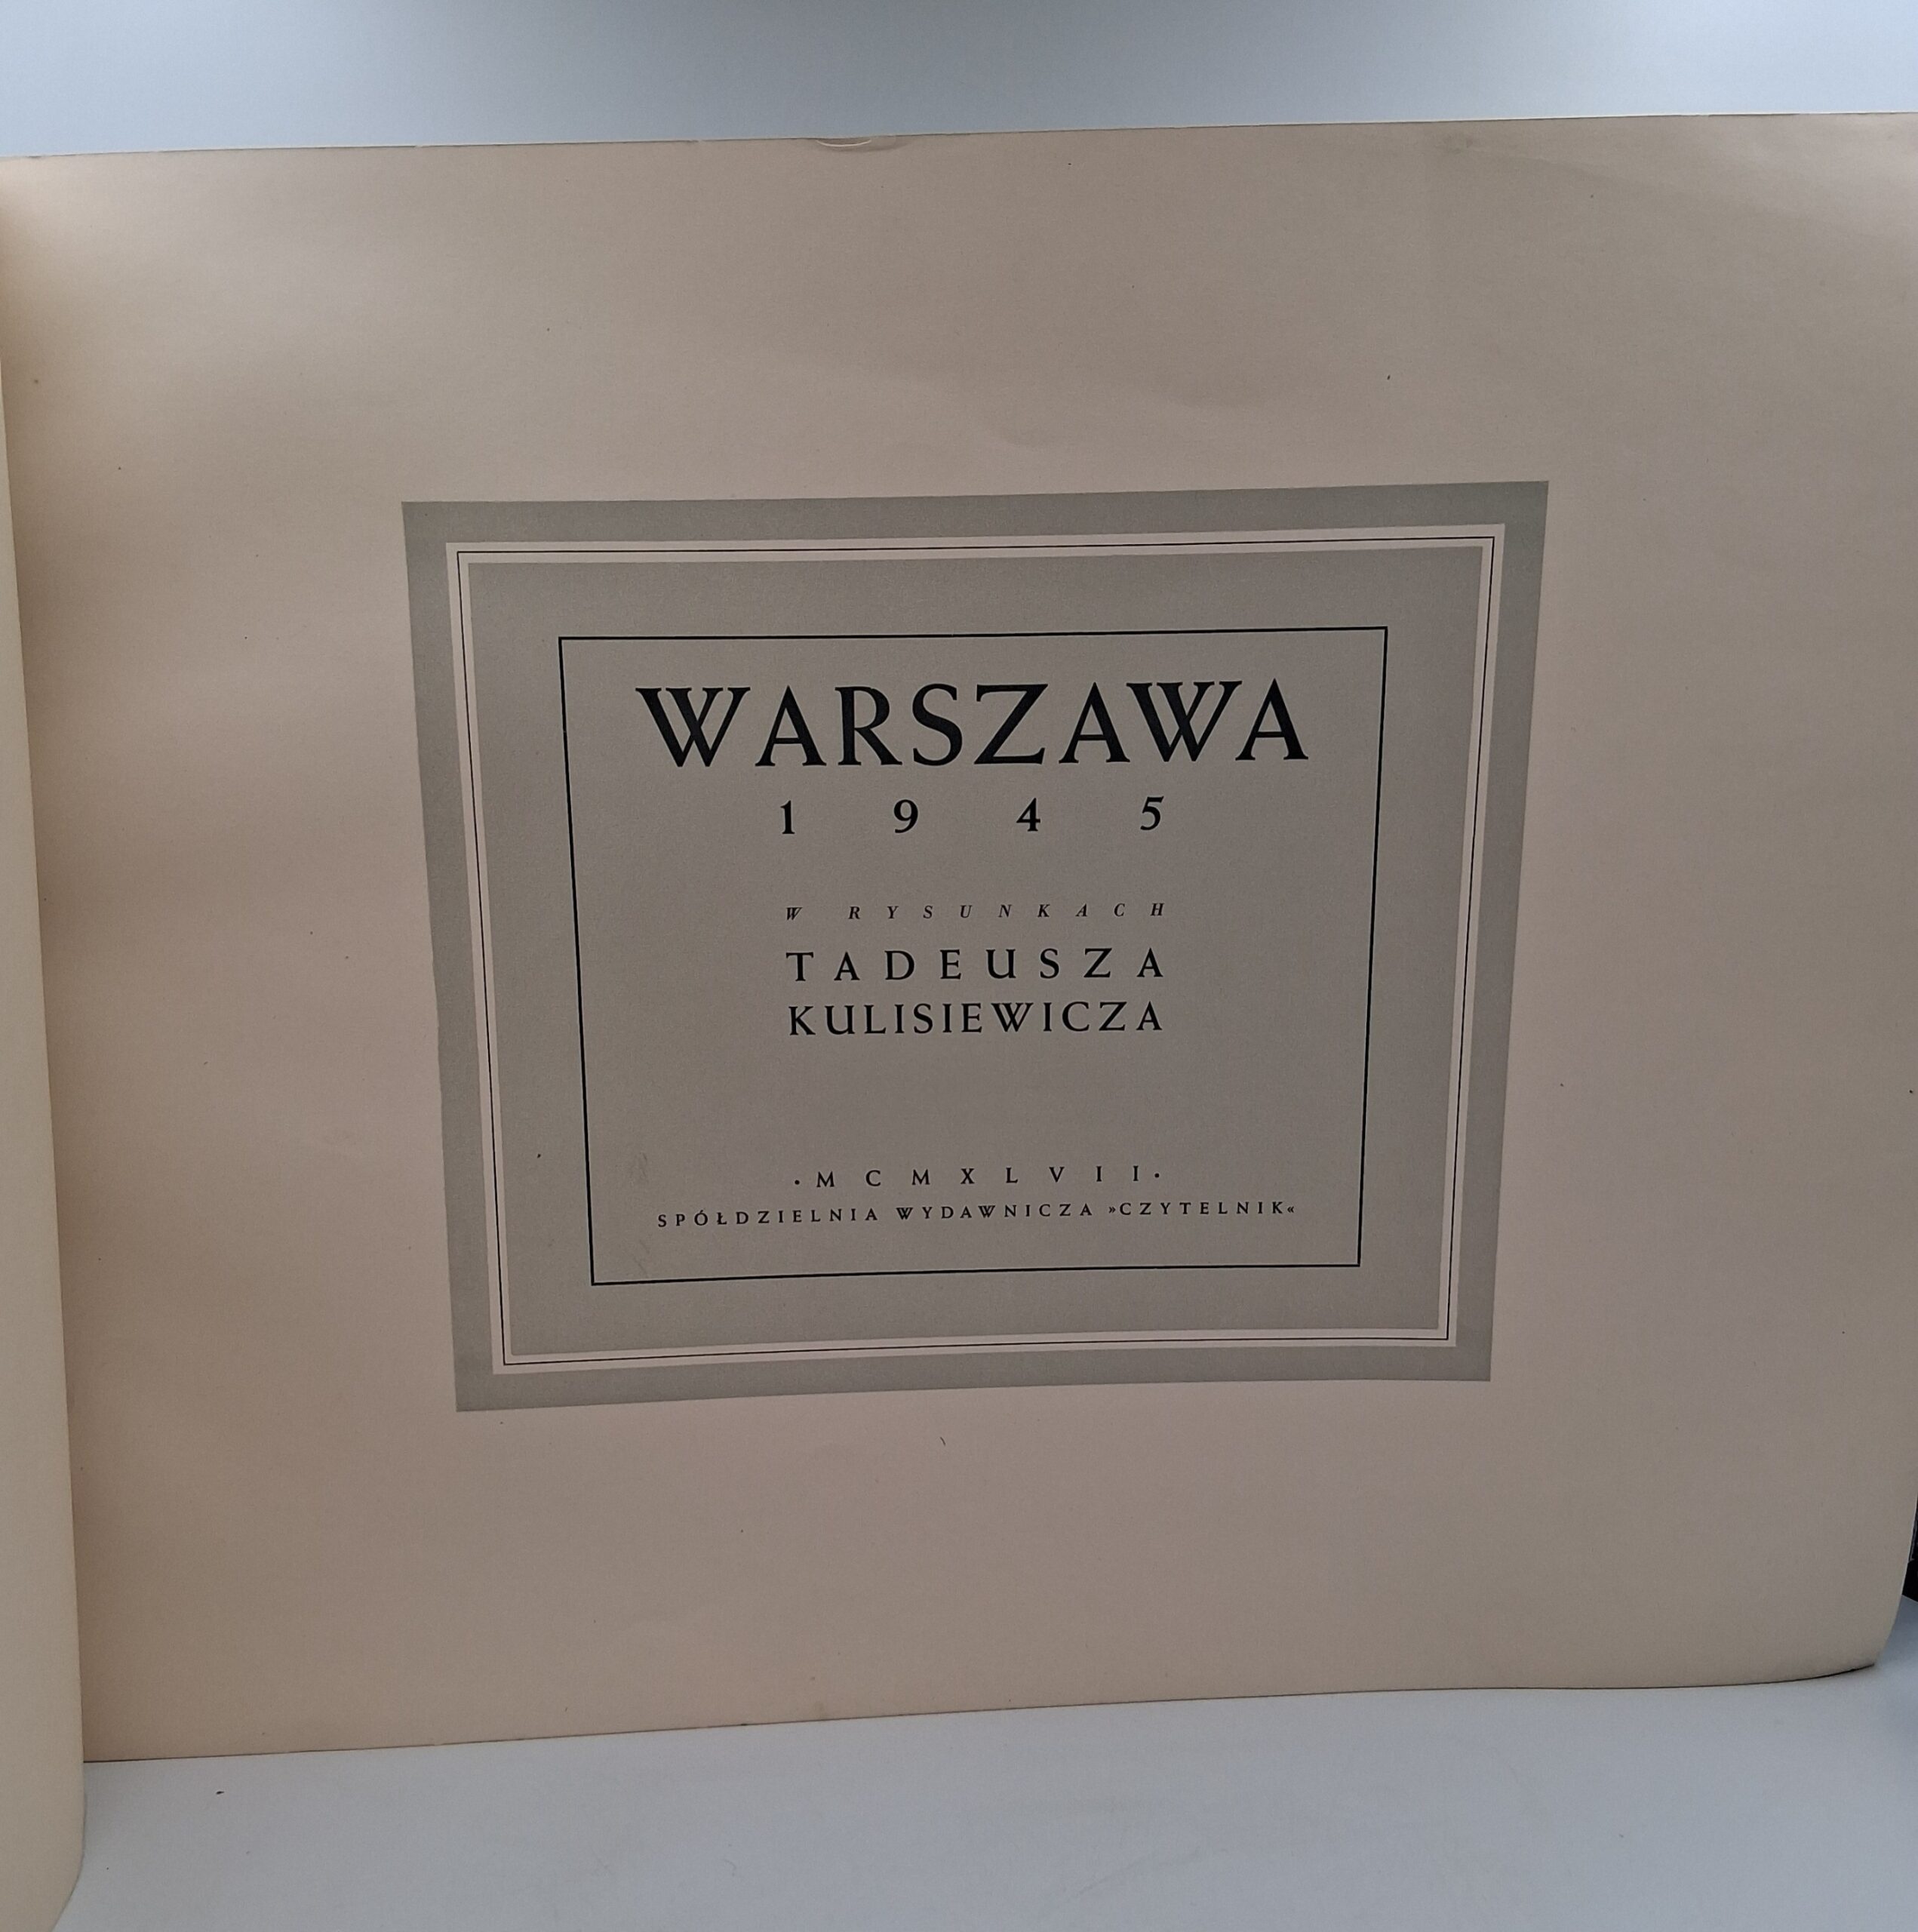 WARSZAWA
1945
W RYSUNKACH
TADEUSZA
KULISIEWICZA
·MCMXLVII·
SPÓŁDZIELNIA WYDAWNICZA »CZYTELNIK«